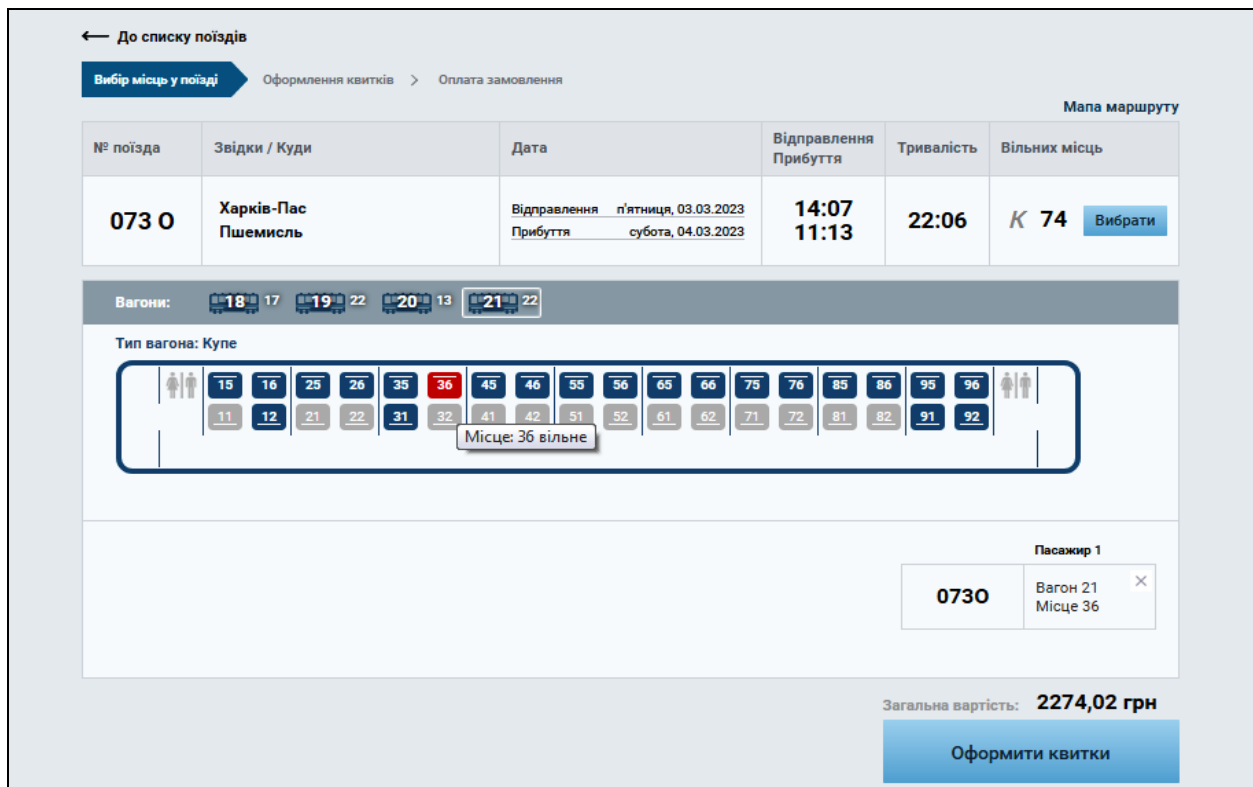 ← До списку поїздів
Вибір місць у поїзді Оформлення квитків > Оплата замовлення
Мапа маршруту
№ поїзда Звідки / Куди Дата Відправлення Прибуття Тривалість Вільних місць
073 О Харків-Пас Відправлення п'ятниця, 03.03.2023 14:07 22:06 К 74 Вибрати
Пшемисль Прибуття субота, 04.03.2023 11:13
Вагони: 18 17 19 22 20 13 21 22
Тип вагона: Купе
15 16 25 26 35 36 45 46 55 56 65 66 75 76 85 86 95 96
11 12 21 22 31 32 41 42 51 52 61 62 71 72 81 82 91 92
Місце: 36 вільне
Пасажир 1
073О Вагон 21
Місце 36
Загальна вартість: 2274,02 грн
Оформити квитки